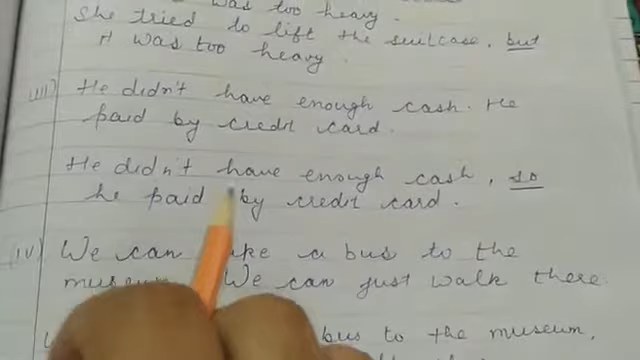 was too heavy.
She tried to lift the suitcase, but
it was too heavy.
III) He didn't have enough cash. He
paid by credit card.
He didn't have enough cash, so
he paid by credit card.
IV) We can take a bus to the
museum. We can just walk there.
bus to the museum,